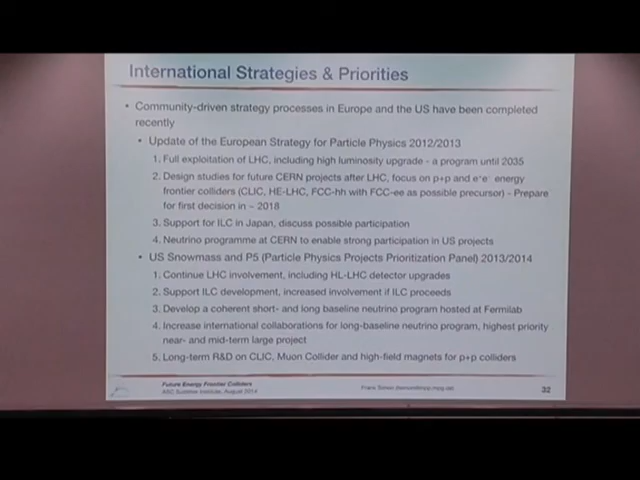 International Strategies & Priorities
• Community-driven strategy processes in Europe and the US have been completed
recently
• Update of the European Strategy for Particle Physics 2012/2013
1. Full exploitation of LHC, including high luminosity upgrade - a program until 2035
2. Design studies for future CERN projects after LHC, focus on p+p and e⁺e⁻ energy
frontier colliders (CLIC, HE-LHC, FCC-hh with FCC-ee as possible precursor) - Prepare
for first decision in ~ 2018
3. Support for ILC in Japan, discuss possible participation
4. Neutrino programme at CERN to enable strong participation in US projects
• US Snowmass and P5 (Particle Physics Projects Prioritization Panel) 2013/2014
1. Continue LHC involvement, including HL-LHC detector upgrades
2. Support ILC development, increased involvement if ILC proceeds
3. Develop a coherent short- and long baseline neutrino program hosted at Fermilab
4. Increase international collaborations for long-baseline neutrino program, highest priority
near- and mid-term large project
5. Long-term R&D on CLIC, Muon Collider and high-field magnets for p+p colliders
Future Energy Frontier Colliders
Summer Institute, August 2014
Frank Simon
32